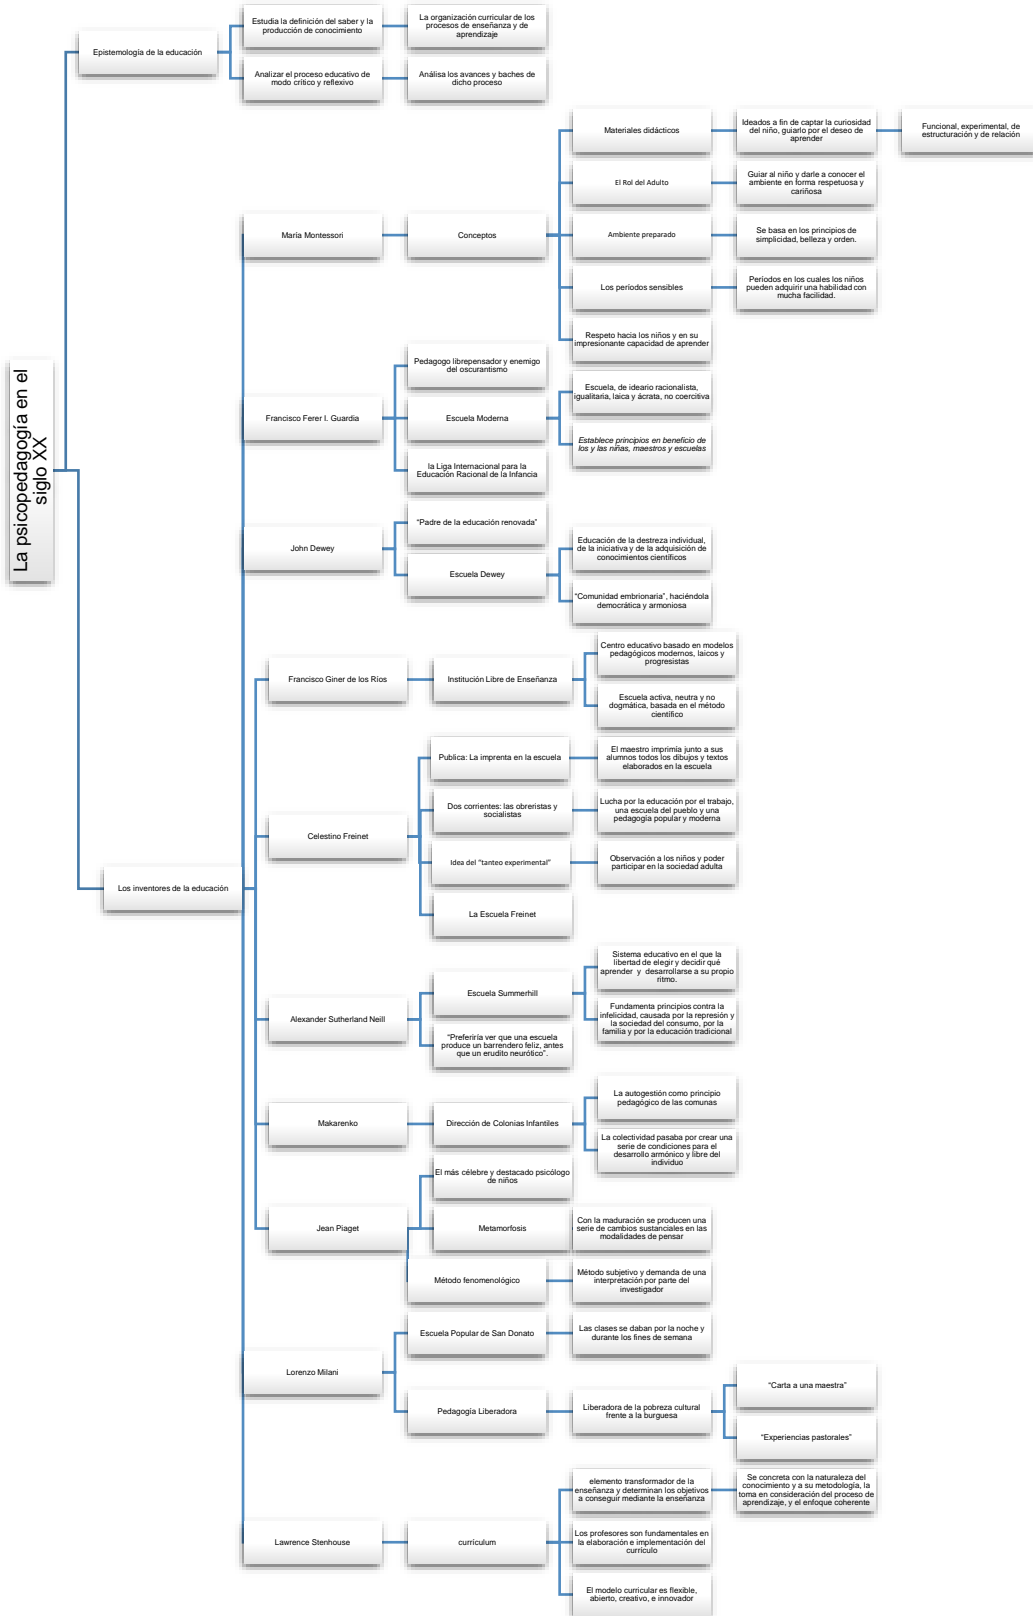 La psicopedagogía en el
siglo XX
Epistemología de la educación
Estudia la definición del saber y la
producción de conocimiento
La organización curricular de los
procesos de enseñanza y de
aprendizaje
Analizar el proceso educativo de
modo crítico y reflexivo
Análisa los avances y baches de
dicho proceso
Los inventores de la educación
María Montessori
Conceptos
Materiales didácticos
Ideados a fin de captar la curiosidad
del niño, guiarlo por el deseo de
aprender
Funcional, experimental, de
estructuración y de relación
El Rol del Adulto
Guiar al niño y darle a conocer el
ambiente en forma respetuosa y
cariñosa
Ambiente preparado
Se basa en los principios de
simplicidad, belleza y orden.
Los períodos sensibles
Períodos en los cuales los niños
pueden adquirir una habilidad con
mucha facilidad.
Respeto hacia los niños y en su
impresionante capacidad de aprender
Francisco Ferer I. Guardia
Pedagogo librepensador y enemigo
del oscurantismo
Escuela Moderna
Escuela, de ideario racionalista,
igualitaria, laica y ácrata, no coercitiva
Establece principios en beneficio de
los y las niñas, maestros y escuelas
la Liga Internacional para la
Educación Racional de la Infancia
John Dewey
"Padre de la educación renovada"
Escuela Dewey
Educación de la destreza individual,
de la iniciativa y de la adquisición de
conocimientos científicos
"Comunidad embrionaria", haciéndola
democrática y armoniosa
Francisco Giner de los Ríos
Institución Libre de Enseñanza
Centro educativo basado en modelos
pedagógicos modernos, laicos y
progresistas
Escuela activa, neutra y no
dogmática, basada en el método
científico
Celestino Freinet
Publica: La imprenta en la escuela
El maestro imprimía junto a sus
alumnos todos los dibujos y textos
elaborados en la escuela
Dos corrientes: las obreristas y
socialistas
Lucha por la educación por el trabajo,
una escuela del pueblo y una
pedagogía popular y moderna
Idea del "tanteo experimental"
Observación a los niños y poder
participar en la sociedad adulta
La Escuela Freinet
Alexander Sutherland Neill
Escuela Summerhill
Sistema educativo en el que la
libertad de elegir y decidir qué
aprender y desarrollarse a su propio
ritmo.
Fundamenta principios contra la
infelicidad, causada por la represión y
la sociedad del consumo, por la
familia y por la educación tradicional
"Preferiría ver que una escuela
produce un barrendero feliz, antes
que un erudito neurótico".
Makarenko
Dirección de Colonias Infantiles
La autogestión como principio
pedagógico de las comunas
La colectividad pasaba por crear una
serie de condiciones para el
desarrollo armónico y libre del
individuo
Jean Piaget
El más célebre y destacado psicólogo
de niños
Metamorfosis
Con la maduración se producen una
serie de cambios sustanciales en las
modalidades de pensar
Método fenomenológico
Método subjetivo y demanda de una
interpretación por parte del
investigador
Lorenzo Milani
Escuela Popular de San Donato
Las clases se daban por la noche y
durante los fines de semana
Pedagogía Liberadora
Liberadora de la pobreza cultural
frente a la burguesa
"Carta a una maestra"
"Experiencias pastorales"
Lawrence Stenhouse
currículum
elemento transformador de la
enseñanza y determinan los objetivos
a conseguir mediante la enseñanza
Se concreta con la naturaleza del
conocimiento y a su metodología, la
toma en consideración del proceso de
aprendizaje, y el enfoque coherente
Los profesores son fundamentales en
la elaboración e implementación del
currículo
El modelo curricular es flexible,
abierto, creativo, e innovador